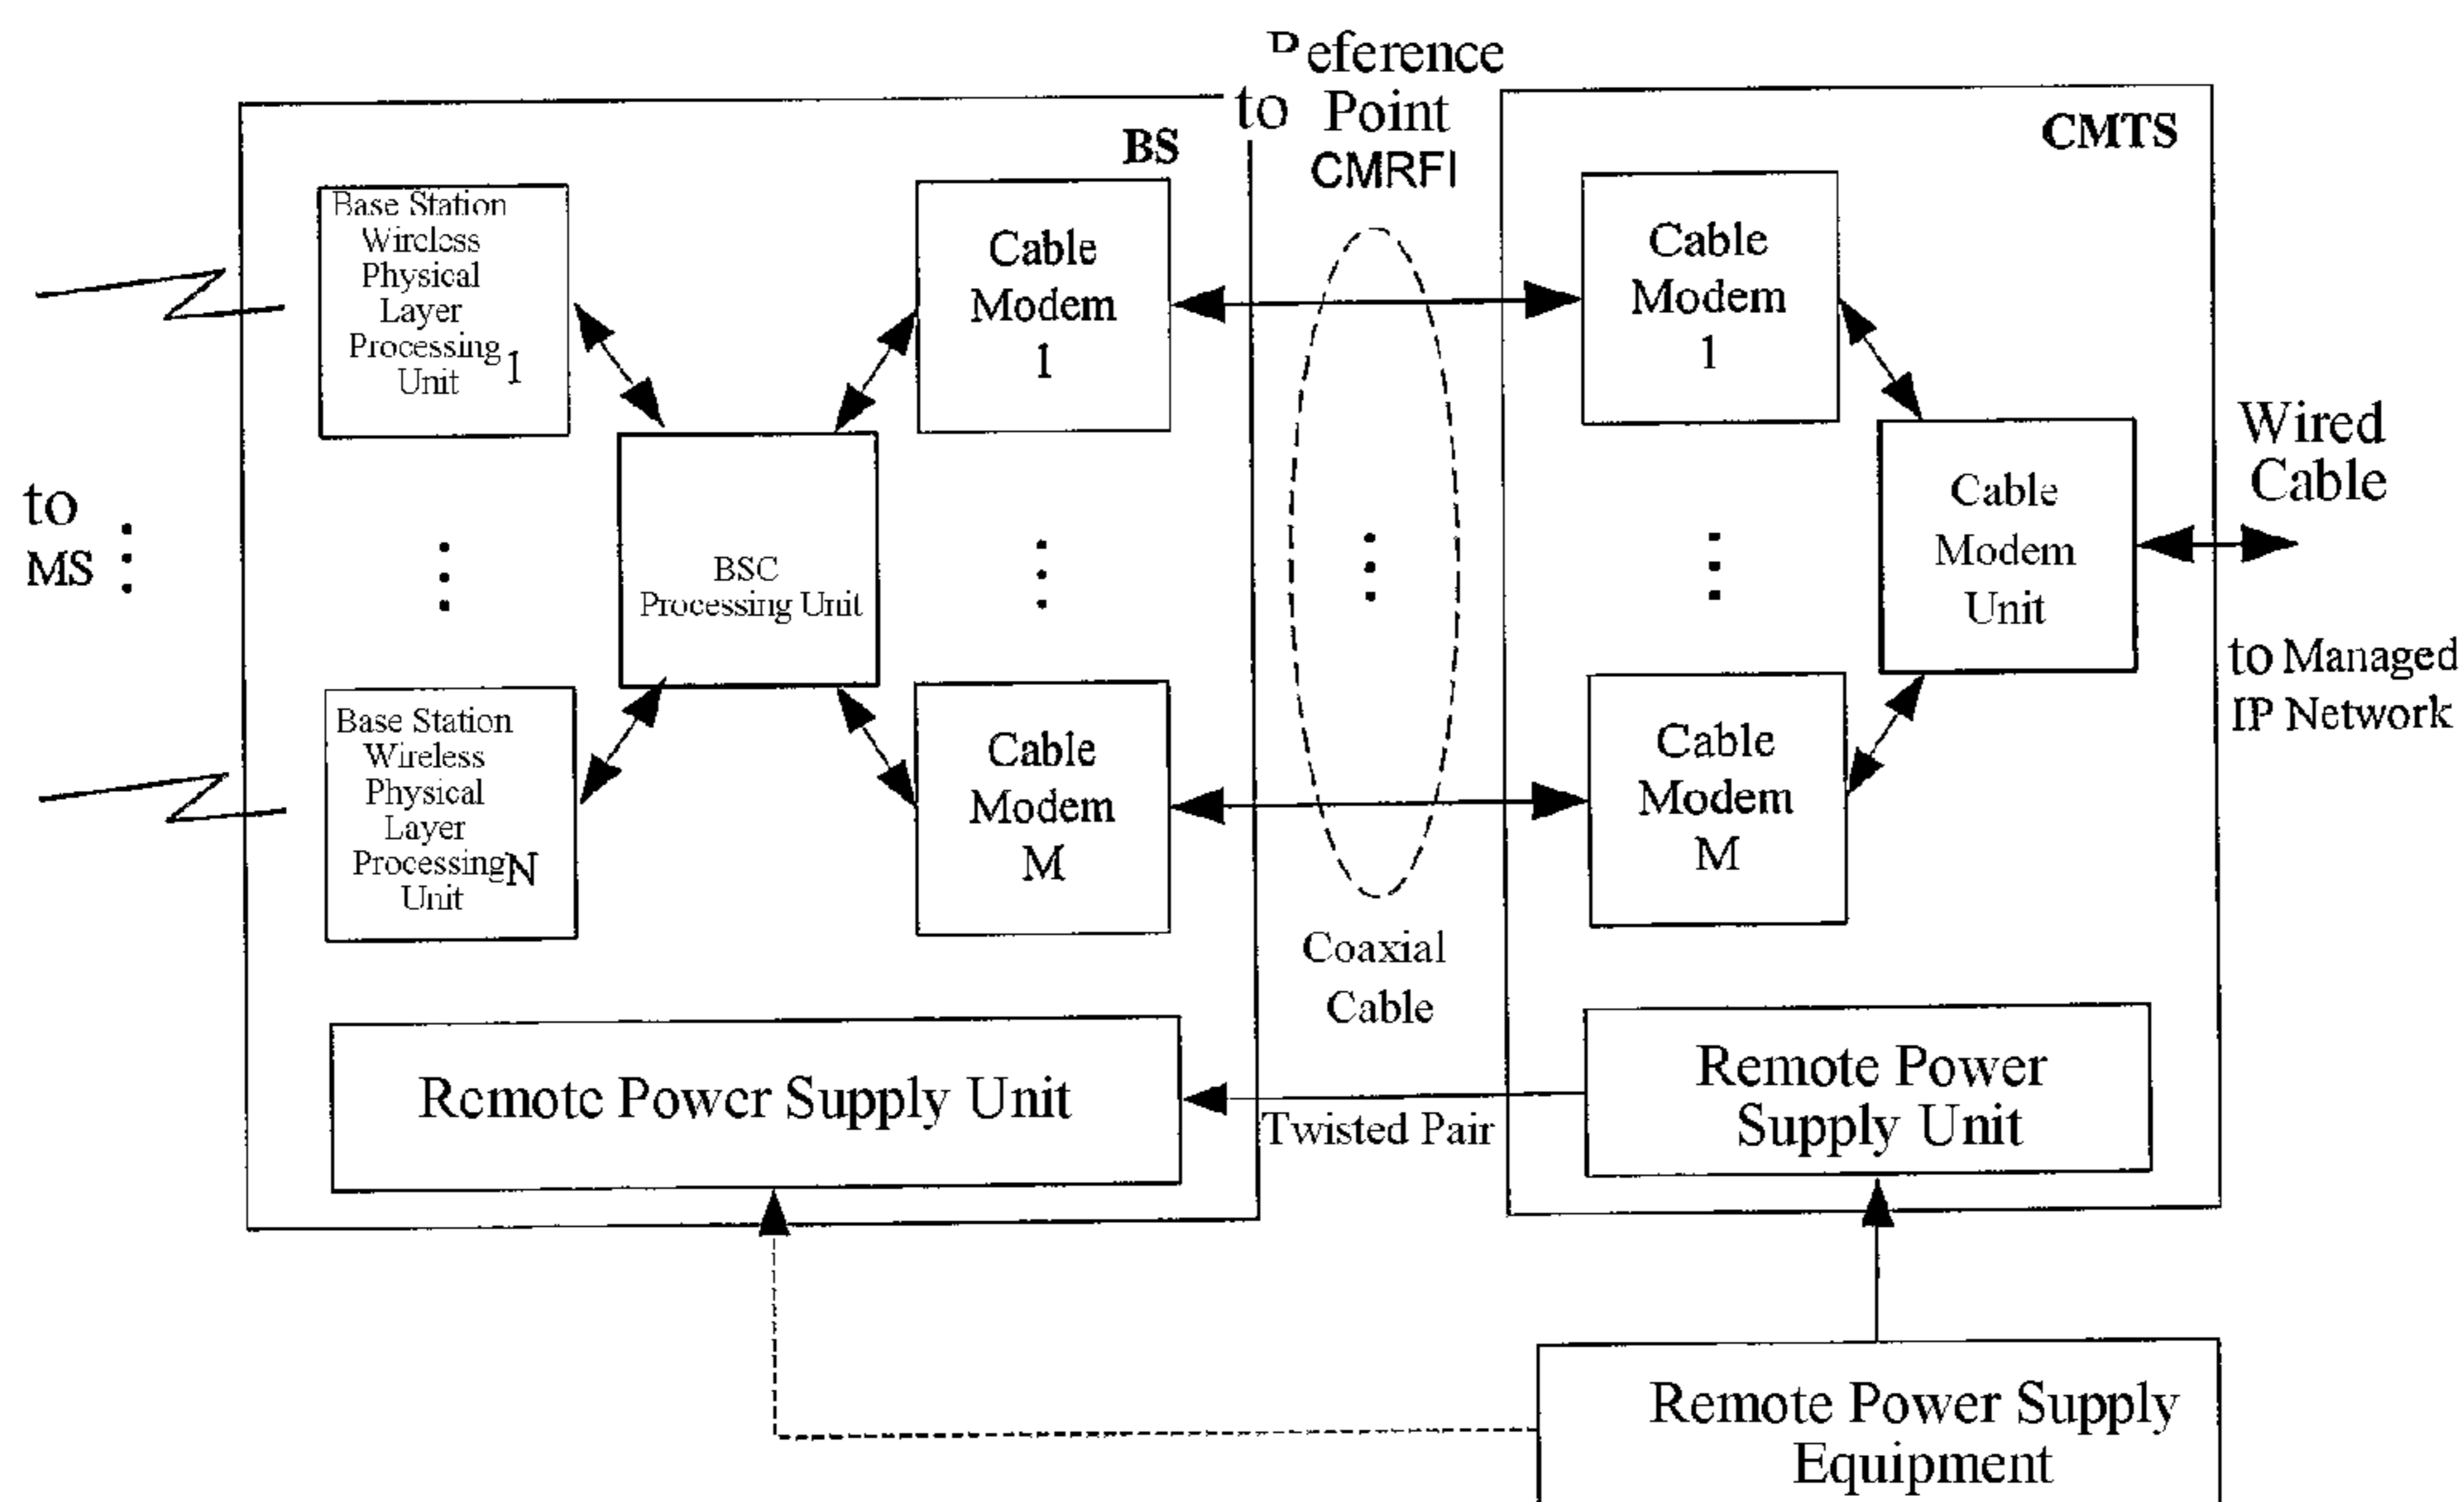 Reference
to Point
CMRFI
BS
CMTS
Base Station
Wireless
Physical
Layer
Processing
Unit 1
Cable
Modem
1
Cable
Modem
1
to
MS
BSC
Processing Unit
Cable
Modem
Unit
Wired
Cable
to Managed
IP Network
Base Station
Wireless
Physical
Layer
Processing N
Unit
Cable
Modem
M
Cable
Modem
M
Coaxial
Cable
Remote Power Supply Unit
Twisted Pair
Remote Power
Supply Unit
Remote Power Supply
Equipment